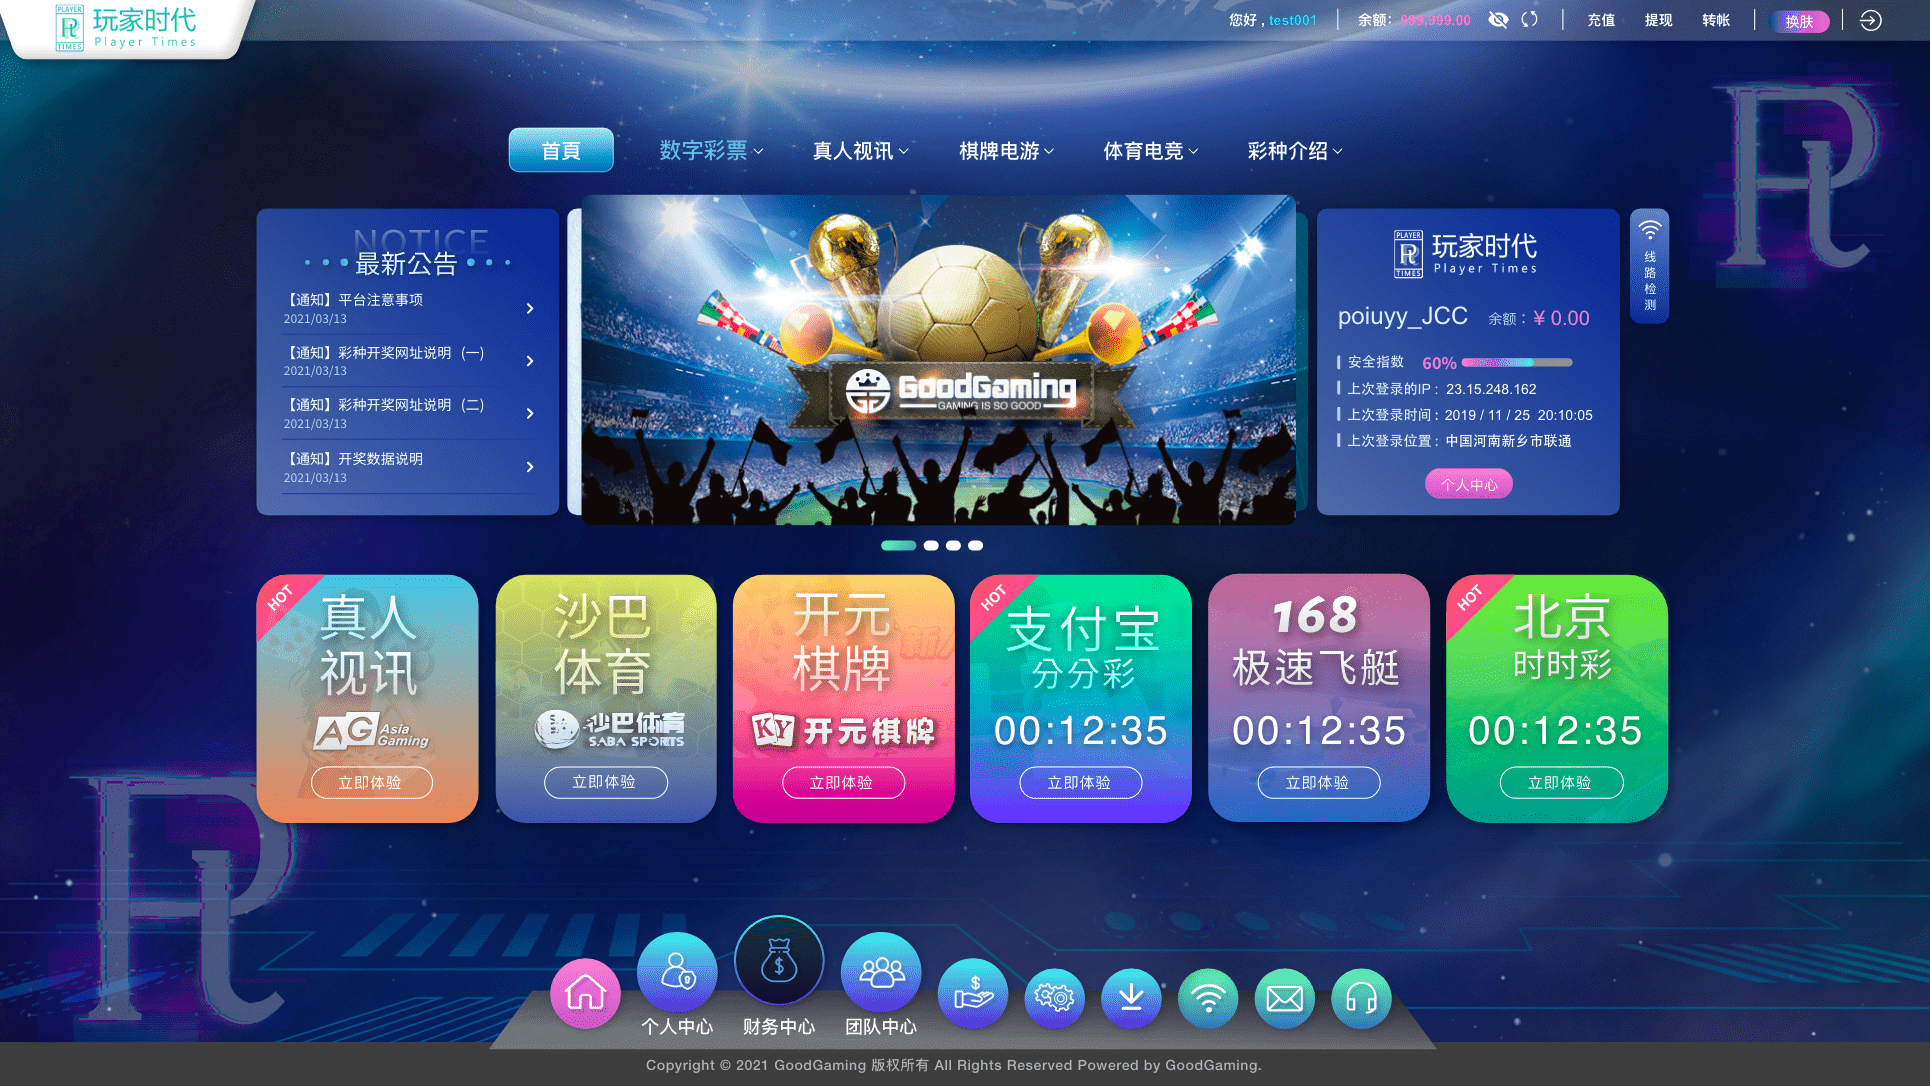 PLAYER
TIMES
玩家时代
Player Times
您好 , test001
余额： 999,999.00
充值
提现
转帐
换肤
首頁
数字彩票
真人视讯
棋牌电游
体育电竞
彩种介绍
NOTICE
最新公告
【通知】平台注意事项
2021/03/13
【通知】彩种开奖网址说明（一）
2021/03/13
【通知】彩种开奖网址说明（二）
2021/03/13
【通知】开奖数据说明
2021/03/13
GoodGaming
GAMING IS SO GOOD
PLAYER
TIMES
玩家时代
Player Times
poiuyy_JCC
余额：¥ 0.00
安全指数 60%
上次登录的IP : 23.15.248.162
上次登录时间 : 2019 / 11 / 25 20:10:05
上次登录位置 : 中国河南新乡市联通
个人中心
线路检测
HOT
真人
视讯
AG Asia Gaming
立即体验
沙巴
体育
沙巴体育
SABA SPORTS
立即体验
开元
棋牌
KY 开元棋牌
立即体验
HOT
支付宝
分分彩
00:12:35
立即体验
168
极速飞艇
00:12:35
立即体验
HOT
北京
时时彩
00:12:35
立即体验
个人中心
财务中心
团队中心
Copyright © 2021 GoodGaming 版权所有 All Rights Reserved Powered by GoodGaming.